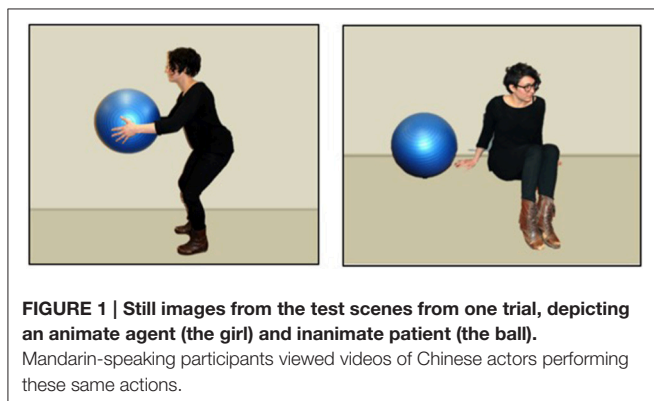 FIGURE 1 | Still images from the test scenes from one trial, depicting
an animate agent (the girl) and inanimate patient (the ball).
Mandarin-speaking participants viewed videos of Chinese actors performing
these same actions.